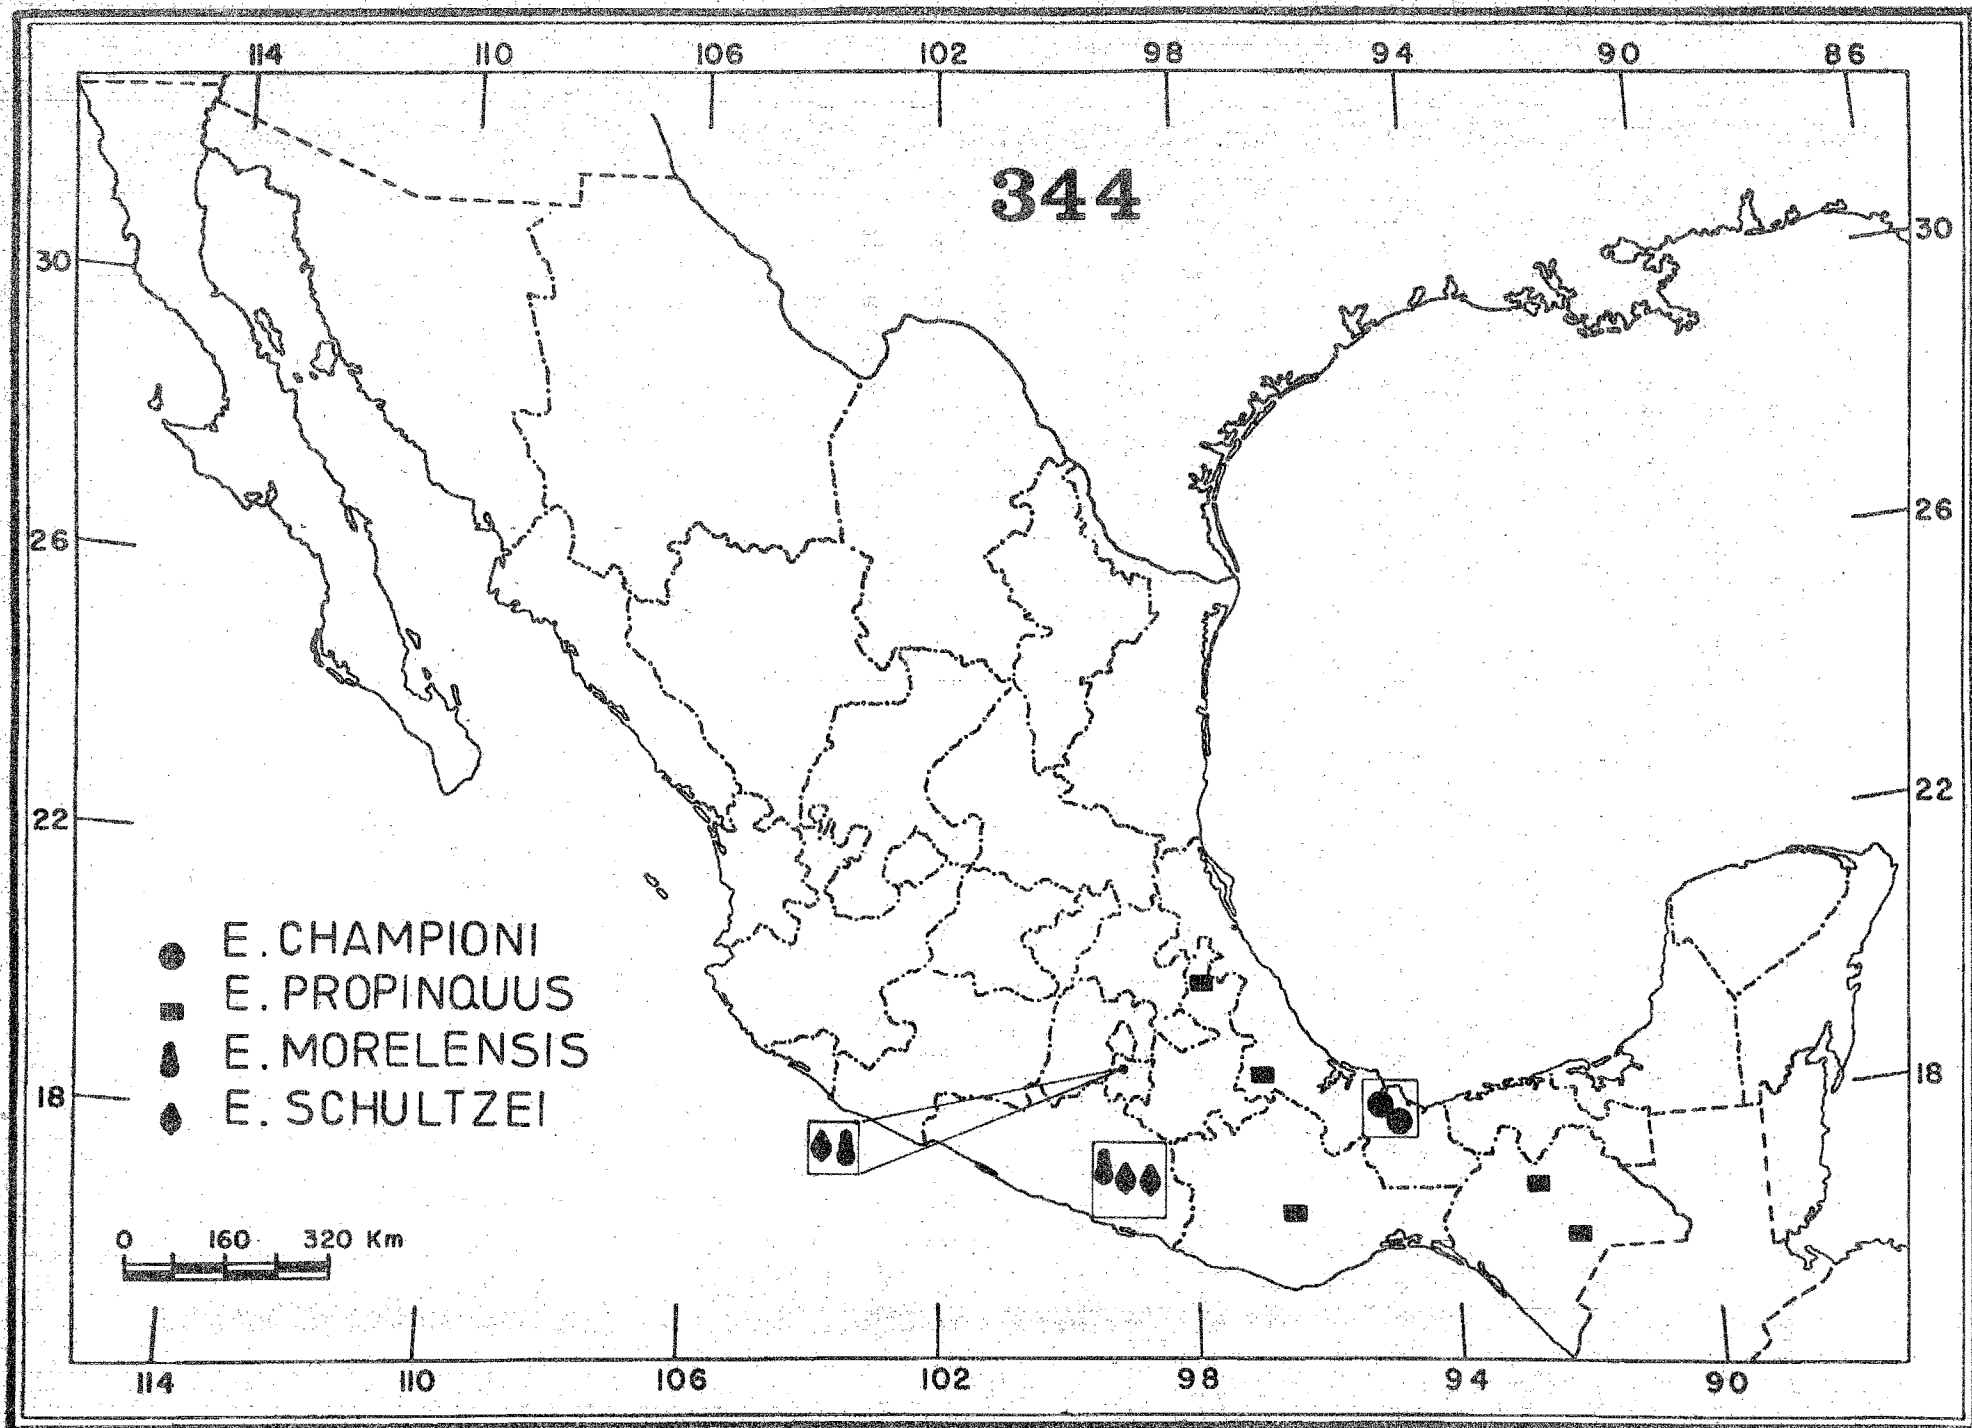 114 110 106 102 98 94 90 86
344
30 30
26 26
22 22
E. CHAMPIONI
E. PROPINQUUS
E. MORELENSIS
E. SCHULTZEI
18 18
0 160 320 Km
114 110 106 102 98 94 90